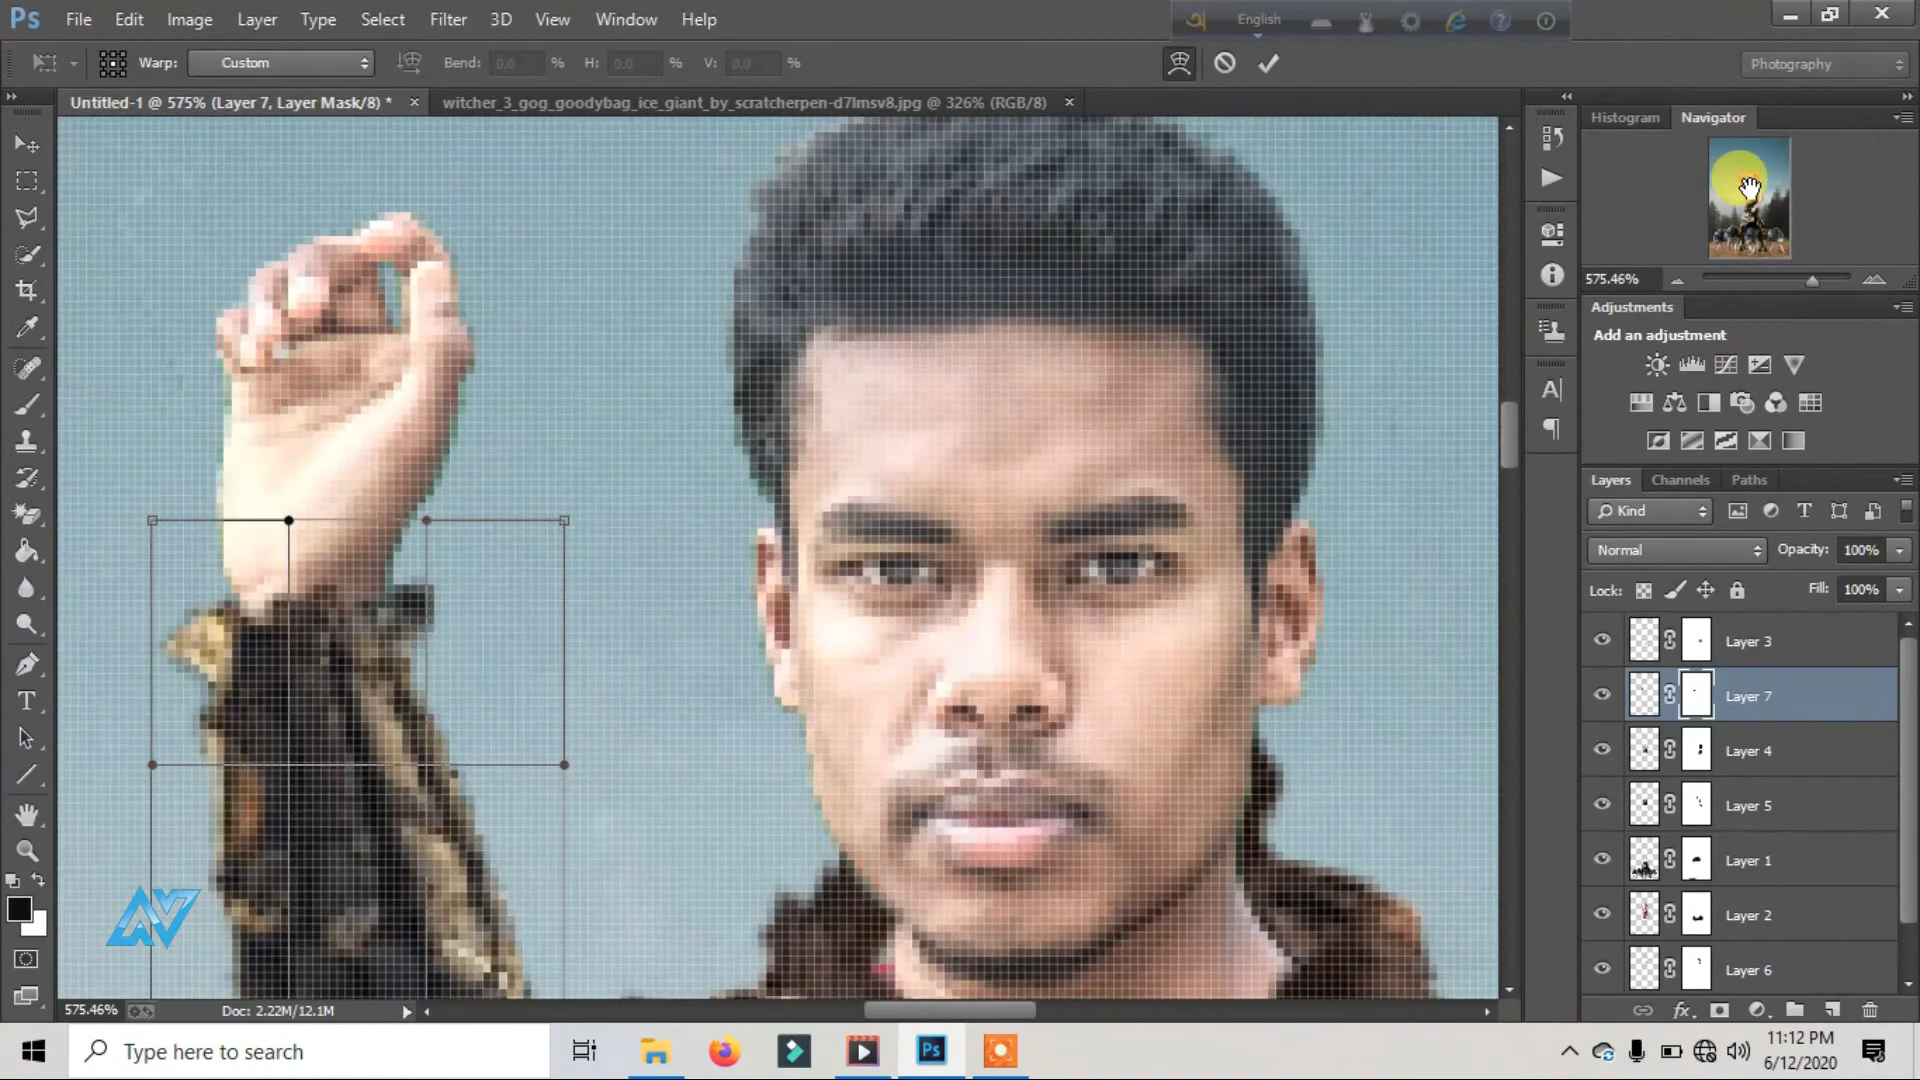 Ps File Edit Image Layer Type Select Filter 3D View Window Help
English
Warp: Custom Bend: 0.0 % H: 0.0 % V: 0.0 %
Photography
Untitled-1 @ 575% (Layer 7, Layer Mask/8) * ×
witcher_3_gog_goodybag_ice_giant_by_scratcherpen-d7lmsv8.jpg @ 326% (RGB/8) ×
Histogram Navigator
575.46%
Adjustments
Add an adjustment
Layers Channels Paths
Kind
Normal Opacity: 100%
Lock: Fill: 100%
Layer 3
Layer 7
Layer 4
Layer 5
Layer 1
Layer 2
Layer 6
575.46% Doc: 2.22M/12.1M
Type here to search
Ps
11:12 PM
6/12/2020